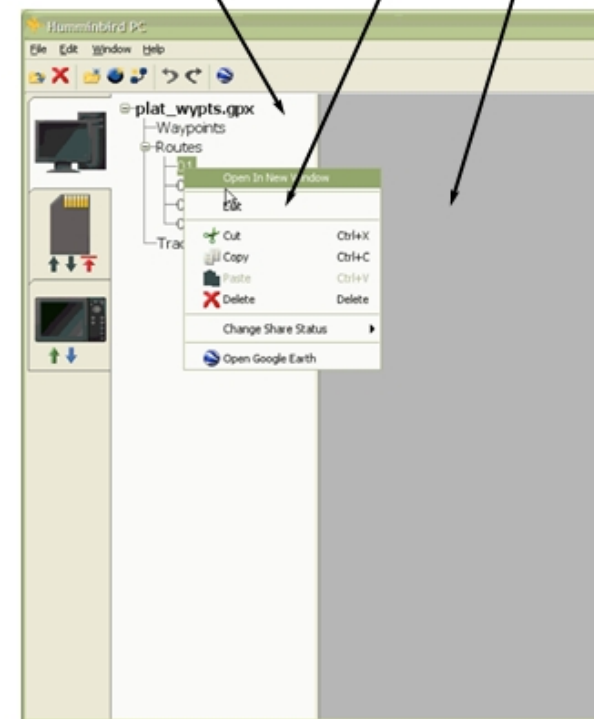 Humminbird PC
File Edit Window Help
plat_wypts.gpx
Waypoints
Routes
01
Open In New Window
Edit
Cut Ctrl+X
Copy Ctrl+C
Paste Ctrl+V
Delete Delete
Change Share Status
Open Google Earth